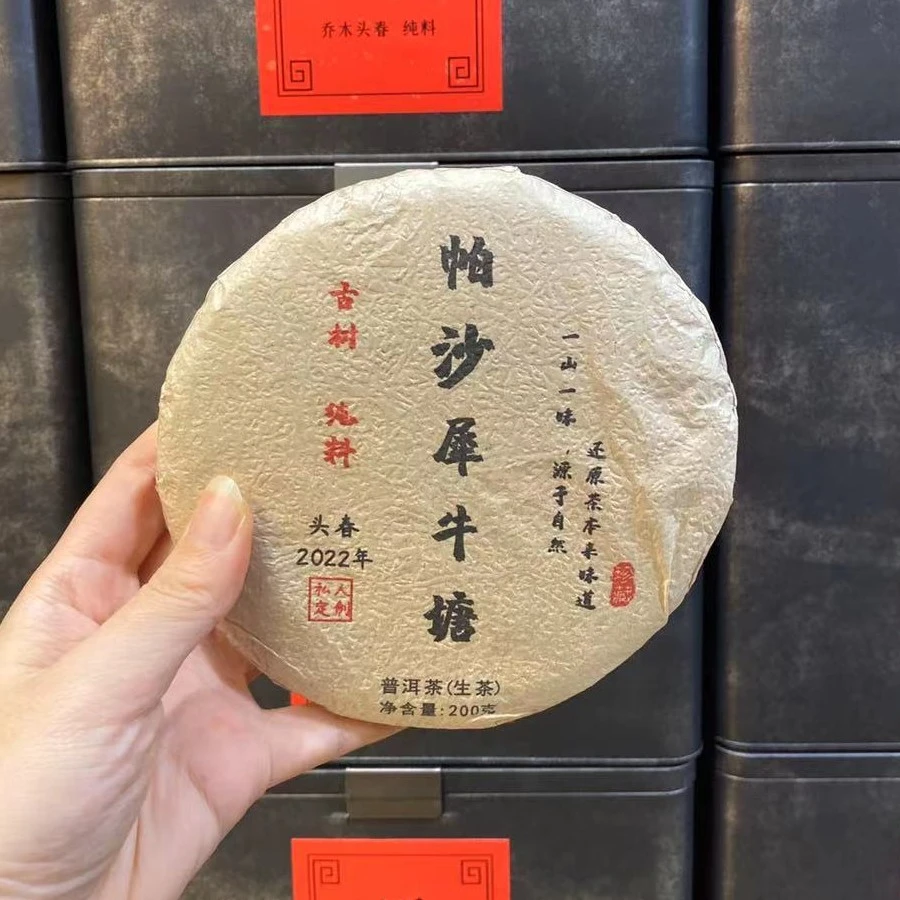 乔木头春 纯料
帕沙犀牛塘
古树 纯料
一山一味,源于自然
还原茶本来味道
珍藏
头春
2022年
私人
定制
普洱茶(生茶)
净含量:200克